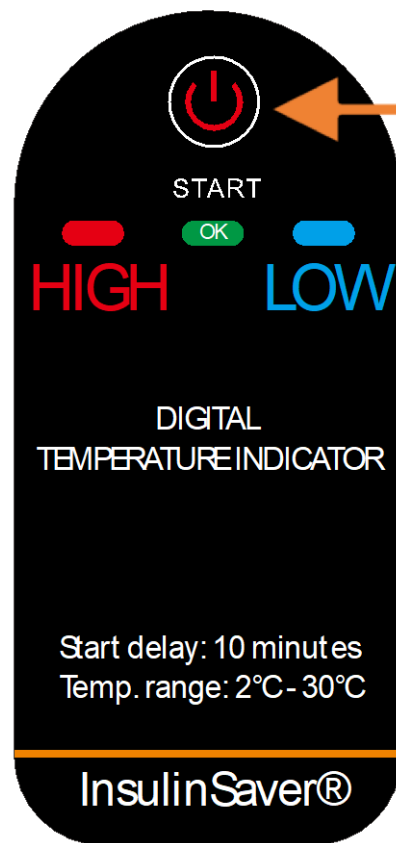 START
OK
HIGH LOW
DIGITAL
TEMPERATURE INDICATOR
Start delay: 10 minutes
Temp. range: 2°C - 30°C
InsulinSaver®